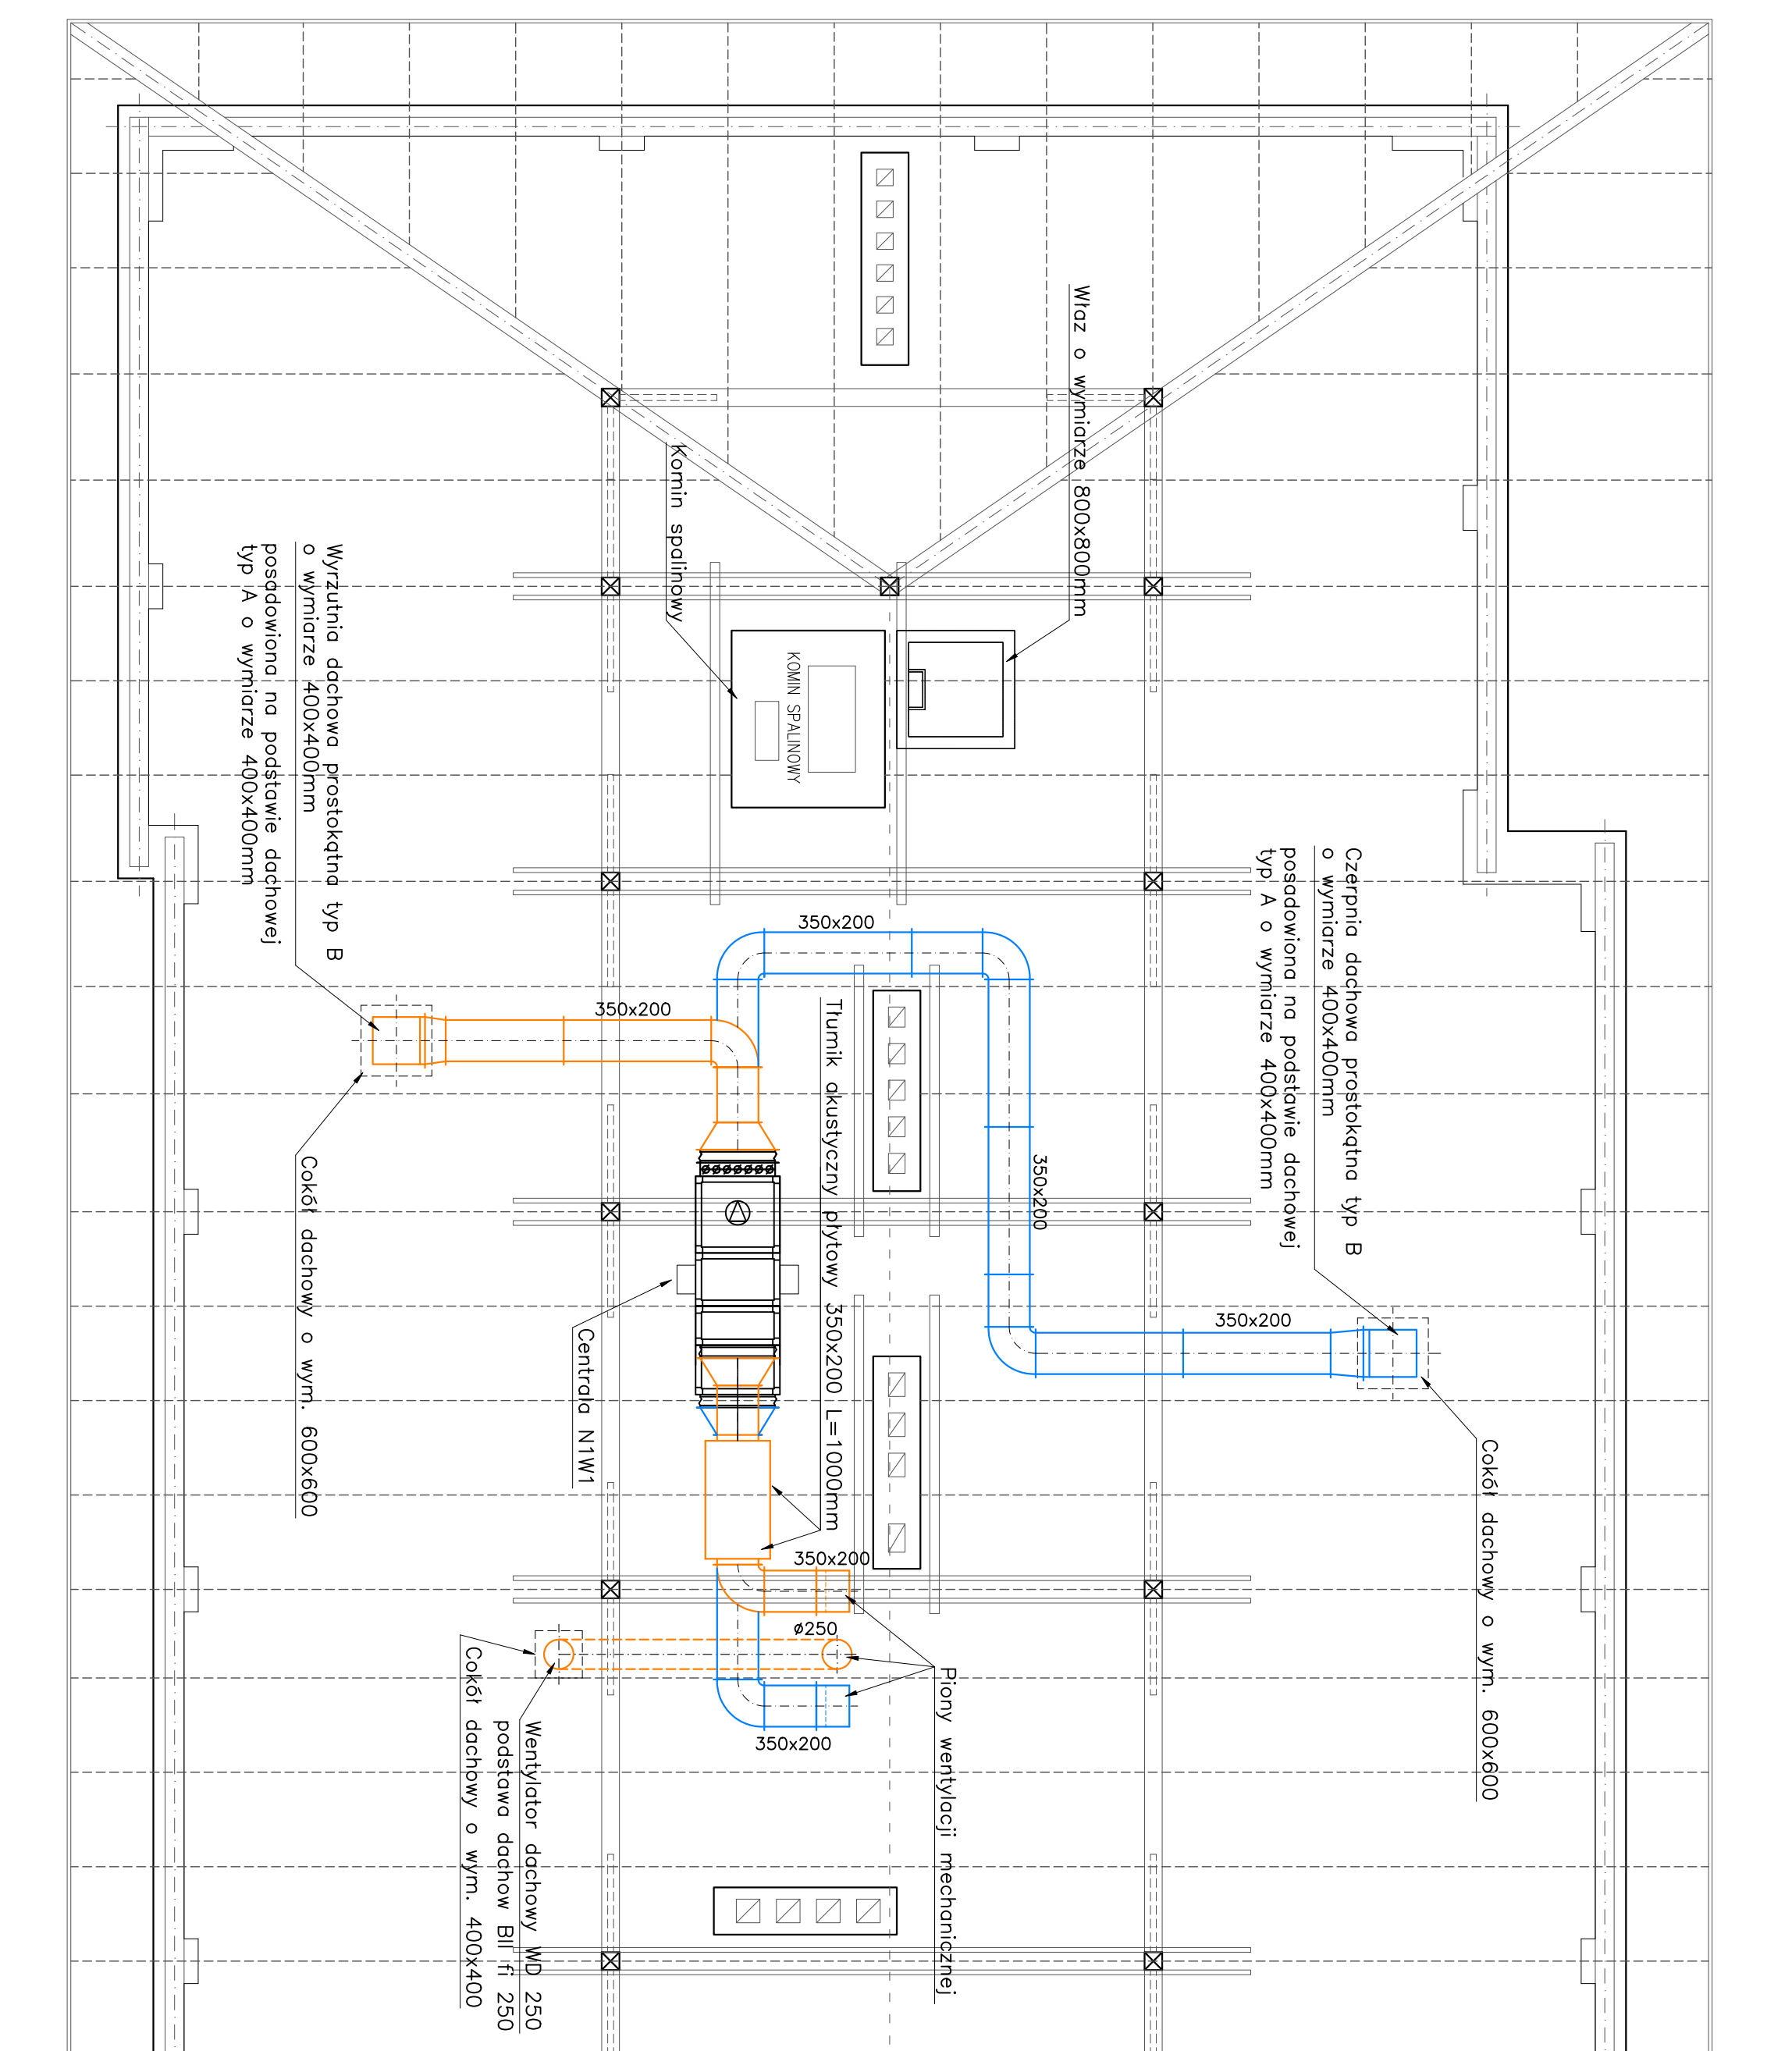 Właz o wymiarze 800x800mm
Komin spalinowy
KOMIN SPALINOWY
Wyrzutnia dachowa prostokątna typ B
o wymiarze 400x400mm
posadowiona na podstawie dachowej
typ A o wymiarze 400x400mm
Czerpnia dachowa prostokątna typ B
o wymiarze 400x400mm
posadowiona na podstawie dachowej
typ A o wymiarze 400x400mm
350x200
350x200
Tłumik akustyczny płytowy 350x200 L=1000mm
350x200
350x200
Cokół dachowy o wym. 600x600
Centrala N1W1
Cokół dachowy o wym. 600x600
350x200
ø250
350x200
Piony wentylacji mechanicznej
Wentylator dachowy WD 250
podstawa dachow BII fi 250
Cokół dachowy o wym. 400x400